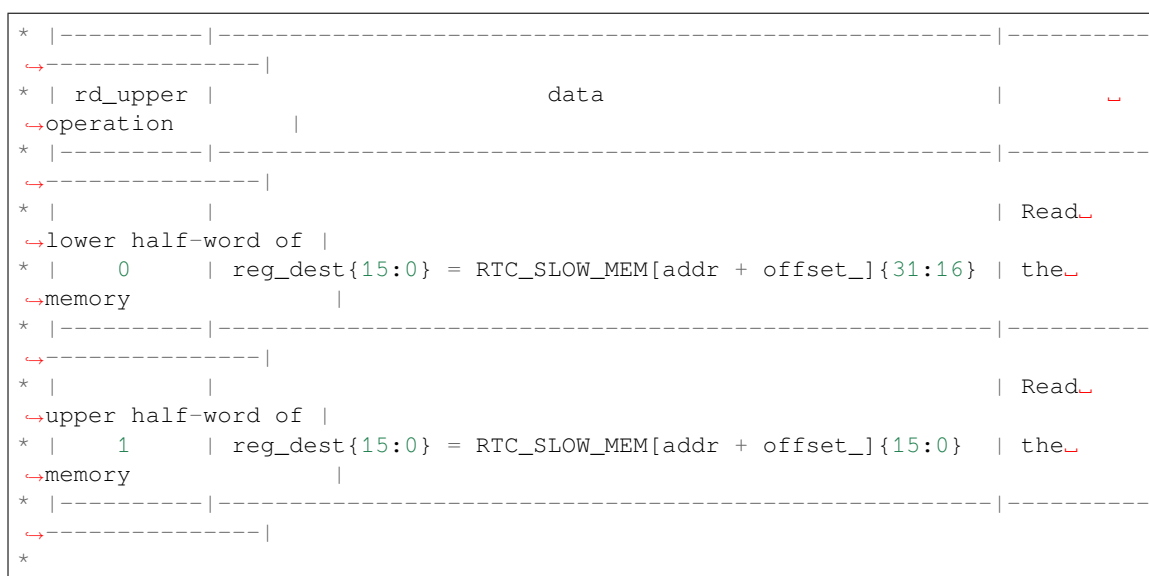 * |----------|------------------------------------------------------|----------
↪---------------|
* | rd_upper |                       data                           |       ␣
↪operation        |
* |----------|------------------------------------------------------|----------
↪---------------|
* |          |                                                      | Read␣
↪lower half-word of |
* |     0    | reg_dest{15:0} = RTC_SLOW_MEM[addr + offset_]{31:16} | the␣
↪memory              |
* |----------|------------------------------------------------------|----------
↪---------------|
* |          |                                                      | Read␣
↪upper half-word of |
* |     1    | reg_dest{15:0} = RTC_SLOW_MEM[addr + offset_]{15:0}  | the␣
↪memory              |
* |----------|------------------------------------------------------|----------
↪---------------|
*